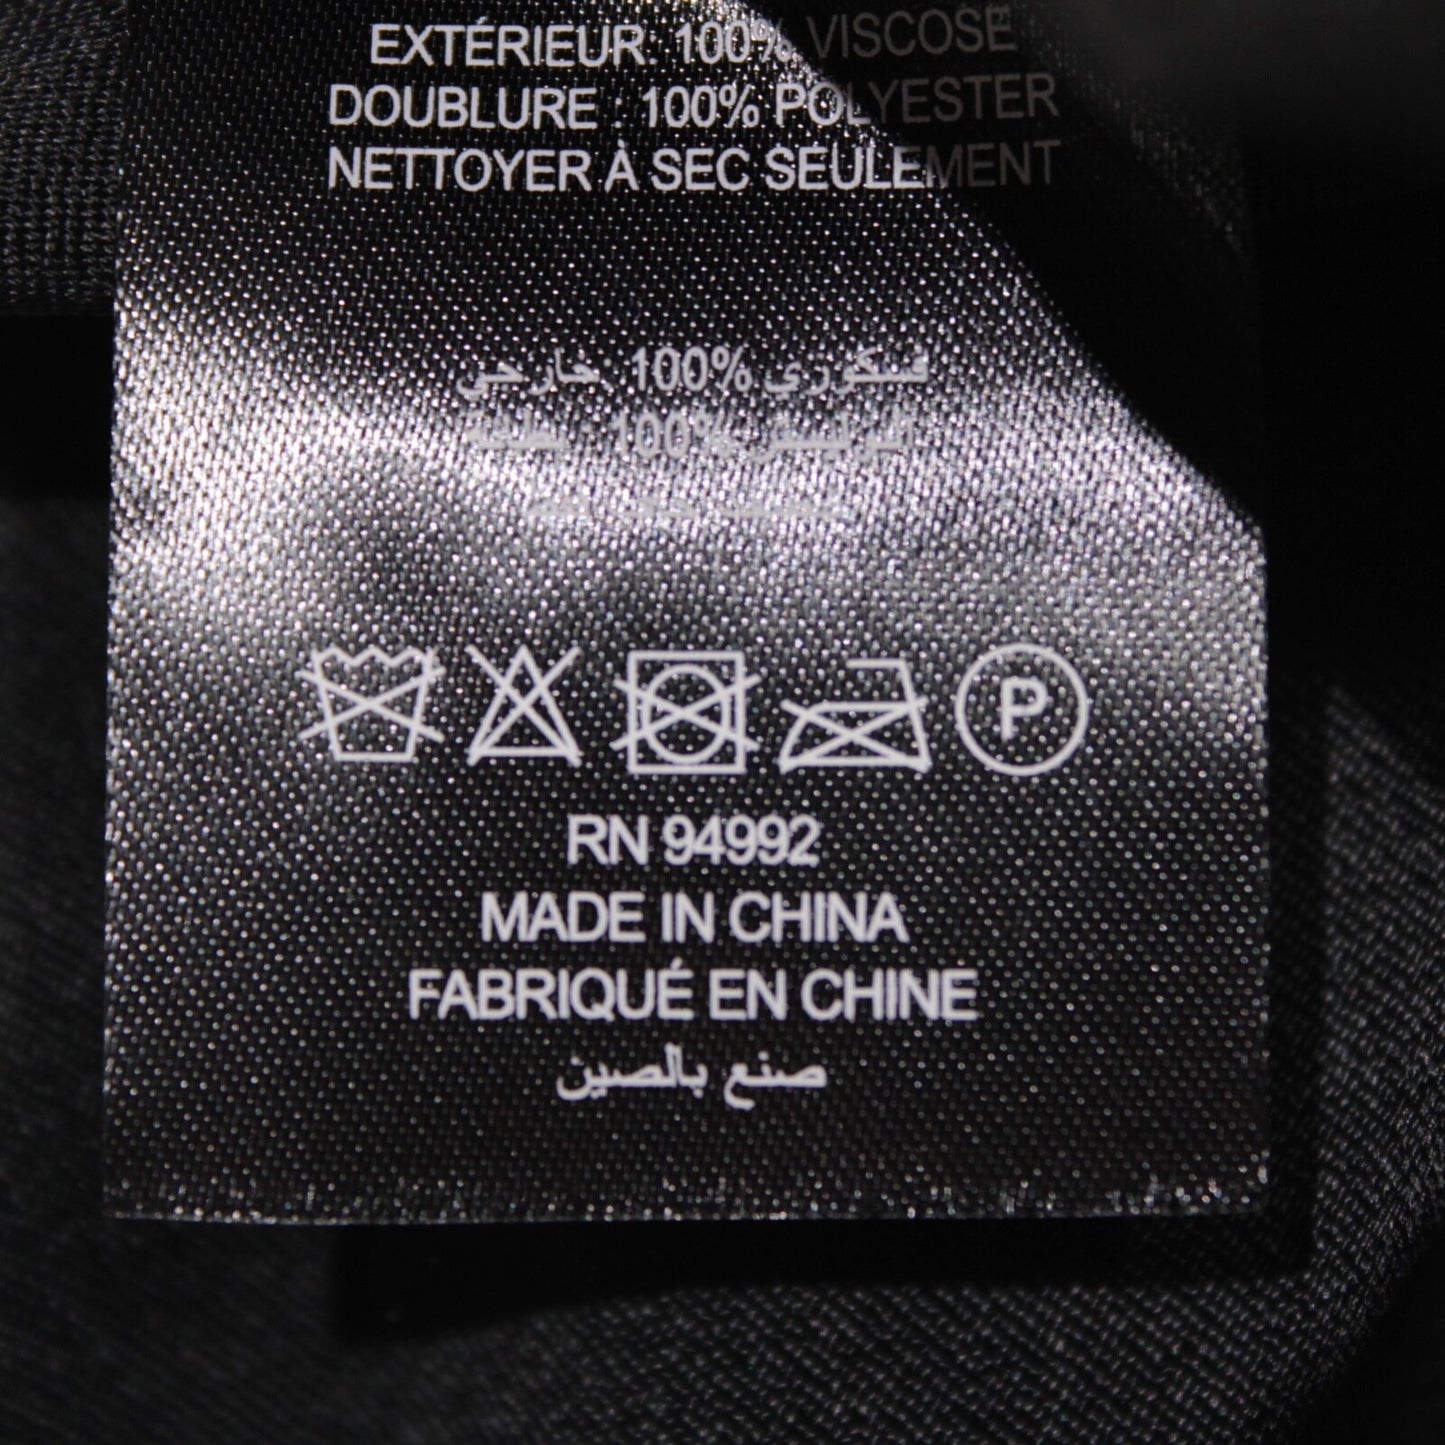 EXTÉRIEUR: 100% VISCOSE
DOUBLURE : 100% POLYESTER
NETTOYER À SEC SEULEMENT
100% خارجي
100%
P
RN 94992
MADE IN CHINA
FABRIQUÉ EN CHINE
صنع بالصين